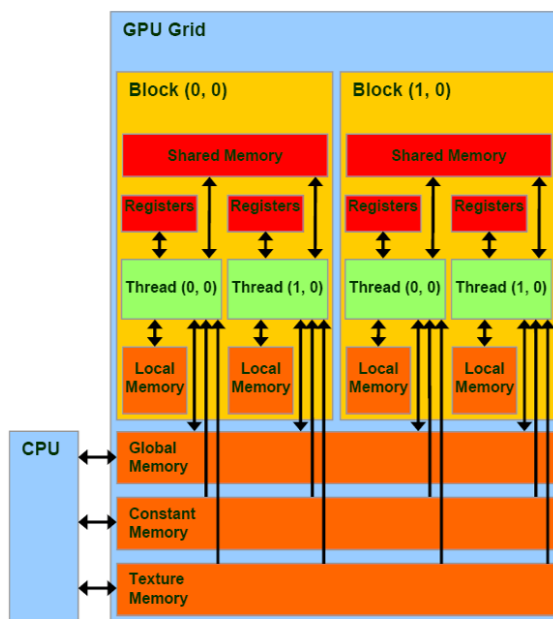 GPU Grid
Block (0, 0)
Block (1, 0)
Shared Memory
Shared Memory
Registers
Registers
Registers
Registers
Thread (0, 0)
Thread (1, 0)
Thread (0, 0)
Thread (1, 0)
Local
Memory
Local
Memory
Local
Memory
Local
Memory
CPU
Global
Memory
Constant
Memory
Texture
Memory